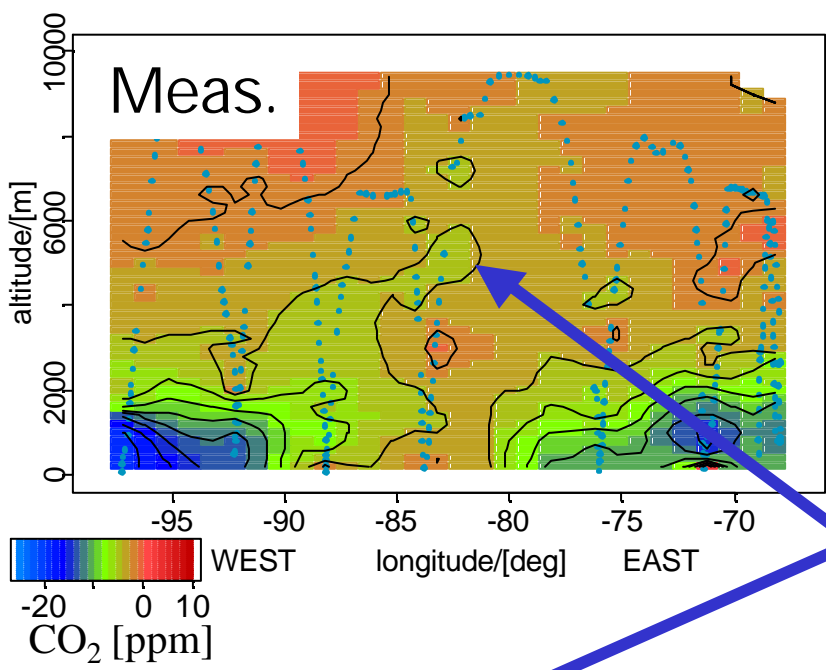 Meas.
altitude/[m]
10000
6000
2000
0
-95 -90 -85 -80 -75 -70
WEST longitude/[deg] EAST
-20 0 10
CO₂ [ppm]